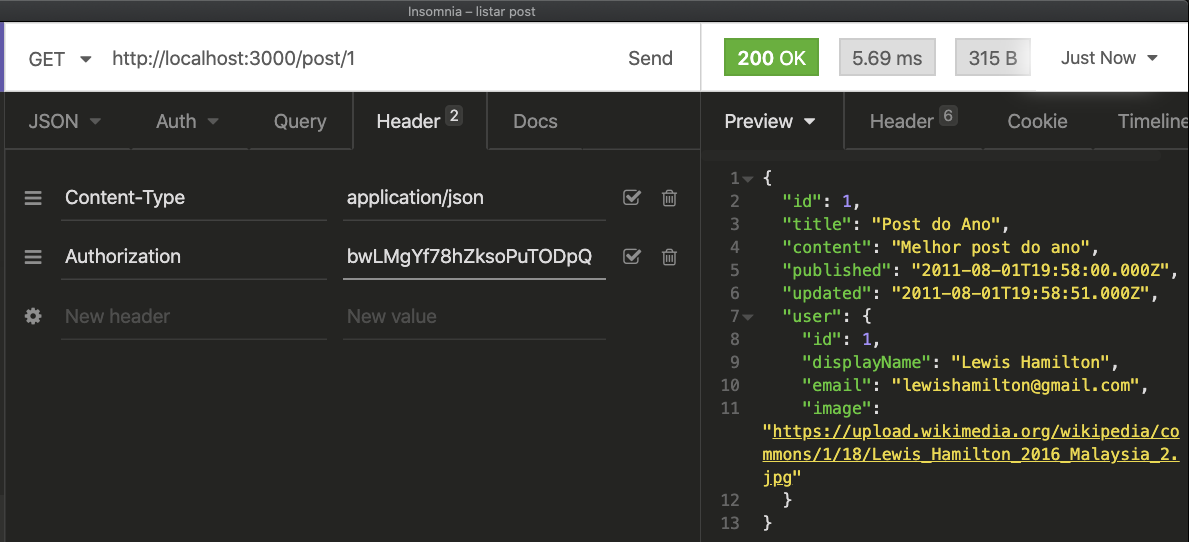 Insomnia – listar post
GET http://localhost:3000/post/1 Send
200 OK 5.69 ms 315 B Just Now
JSON Auth Query Header 2 Docs
Content-Type application/json
Authorization bwLMgYf78hZksoPuTODpQ
New header New value
Preview Header 6 Cookie Timeline
1 {
2 "id": 1,
3 "title": "Post do Ano",
4 "content": "Melhor post do ano",
5 "published": "2011-08-01T19:58:00.000Z",
6 "updated": "2011-08-01T19:58:51.000Z",
7 "user": {
8 "id": 1,
9 "displayName": "Lewis Hamilton",
10 "email": "lewishamilton@gmail.com",
11 "image":
"https://upload.wikimedia.org/wikipedia/co
mmons/1/18/Lewis_Hamilton_2016_Malaysia_2.
jpg"
12 }
13 }